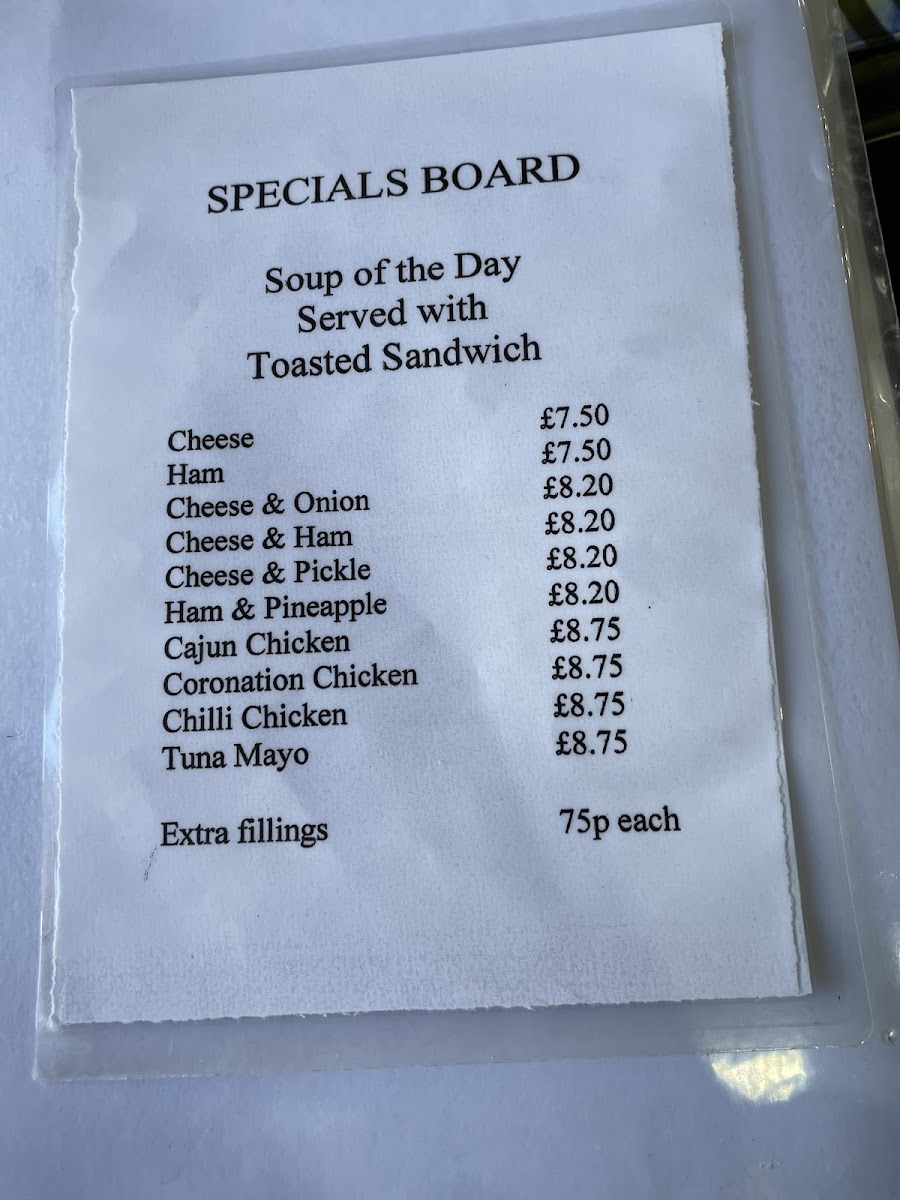 SPECIALS BOARD
Soup of the Day
Served with
Toasted Sandwich
Cheese £7.50
Ham £7.50
Cheese & Onion £8.20
Cheese & Ham £8.20
Cheese & Pickle £8.20
Ham & Pineapple £8.20
Cajun Chicken £8.75
Coronation Chicken £8.75
Chilli Chicken £8.75
Tuna Mayo £8.75
Extra fillings 75p each